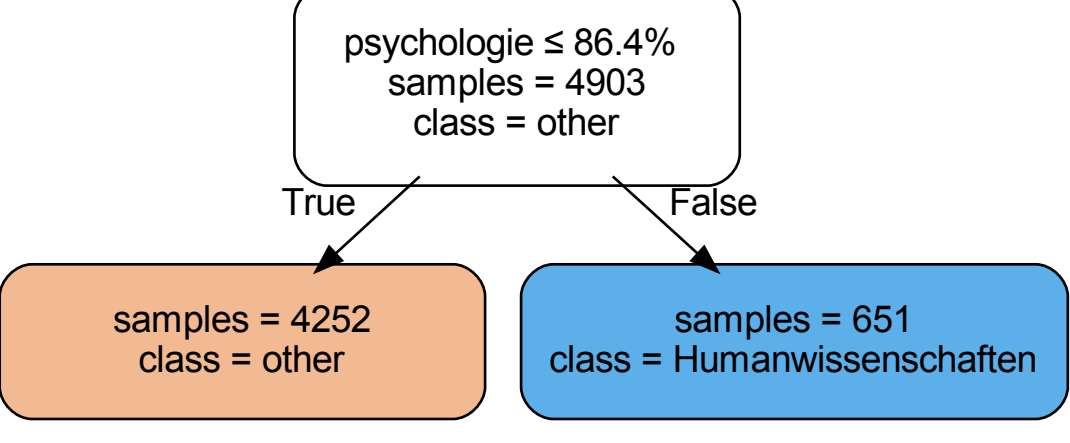 psychologie ≤ 86.4%
samples = 4903
class = other
True
False
samples = 4252
class = other
samples = 651
class = Humanwissenschaften